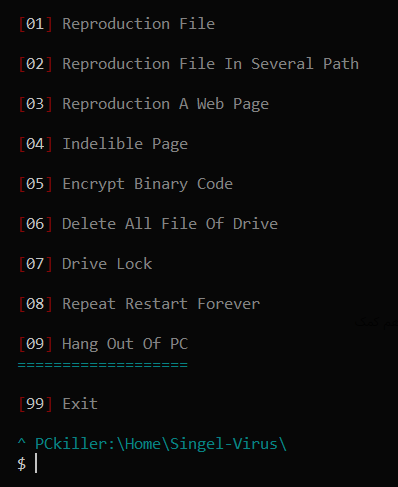 [01] Reproduction File
[02] Reproduction File In Several Path
[03] Reproduction A Web Page
[04] Indelible Page
[05] Encrypt Binary Code
[06] Delete All File Of Drive
[07] Drive Lock
[08] Repeat Restart Forever
[09] Hang Out Of PC
===================
[99] Exit
^ PCkiller:\Home\Singel-Virus\
$